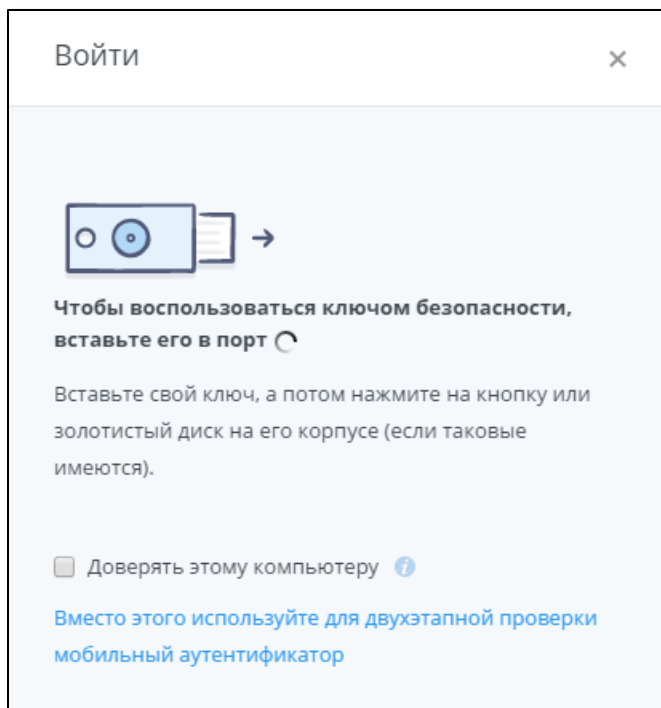 Войти
Чтобы воспользоваться ключом безопасности,
вставьте его в порт
Вставьте свой ключ, а потом нажмите на кнопку или
золотистый диск на его корпусе (если таковые
имеются).
Доверять этому компьютеру
Вместо этого используйте для двухэтапной проверки
мобильный аутентификатор